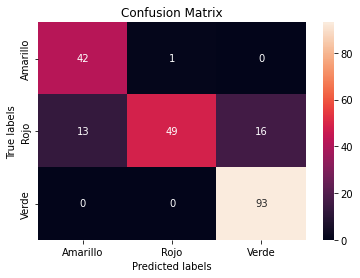 Confusion Matrix
Amarillo
Rojo
Verde
True labels
42 1 0
13 49 16
0 0 93
Amarillo Rojo Verde
Predicted labels
80
60
40
20
0